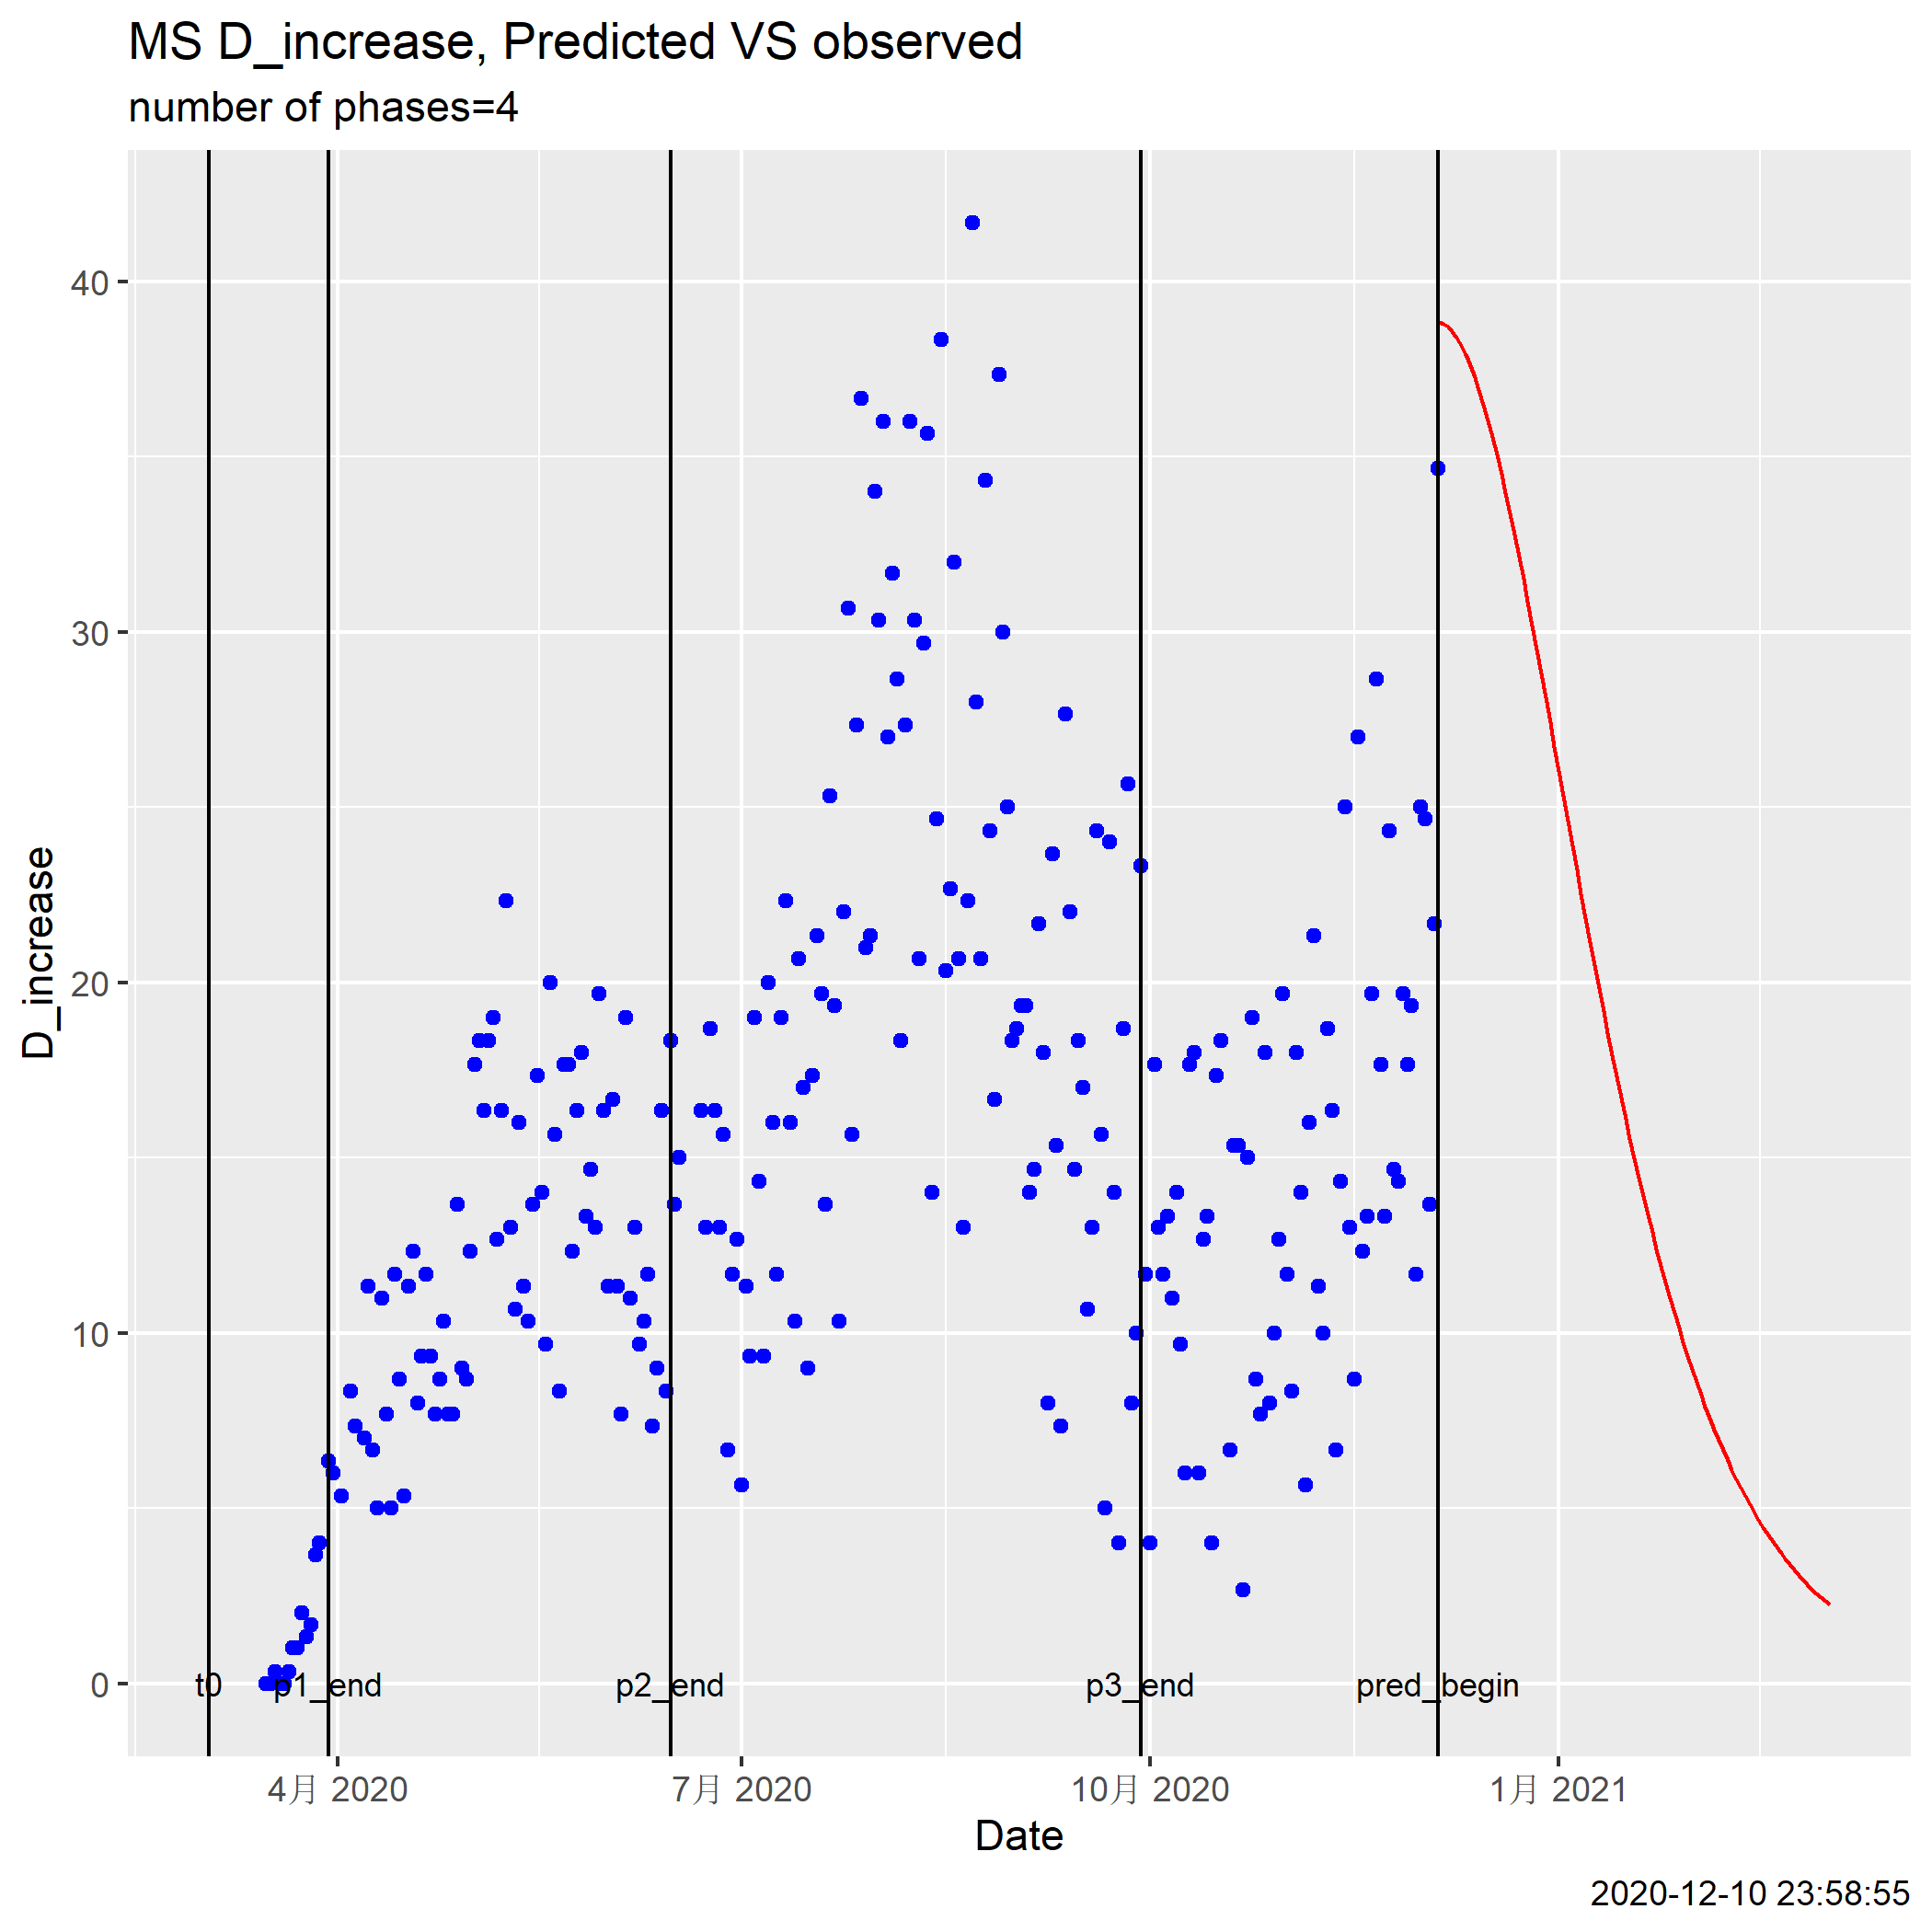 MS D_increase, Predicted VS observed
number of phases=4
D_increase
40
30
20
10
0
t0
p1_end
p2_end
p3_end
pred_begin
4月 2020
7月 2020
10月 2020
1月 2021
Date
2020-12-10 23:58:55